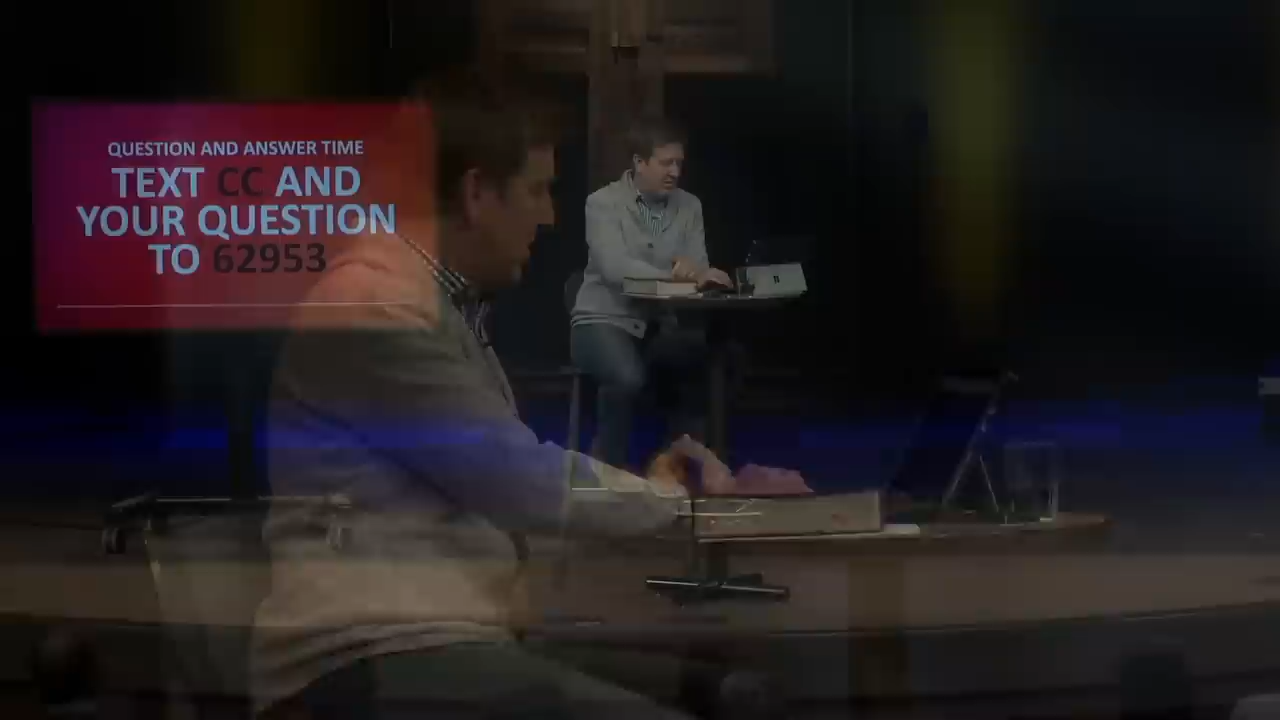 QUESTION AND ANSWER TIME
TEXT CC AND
YOUR QUESTION
TO 62953